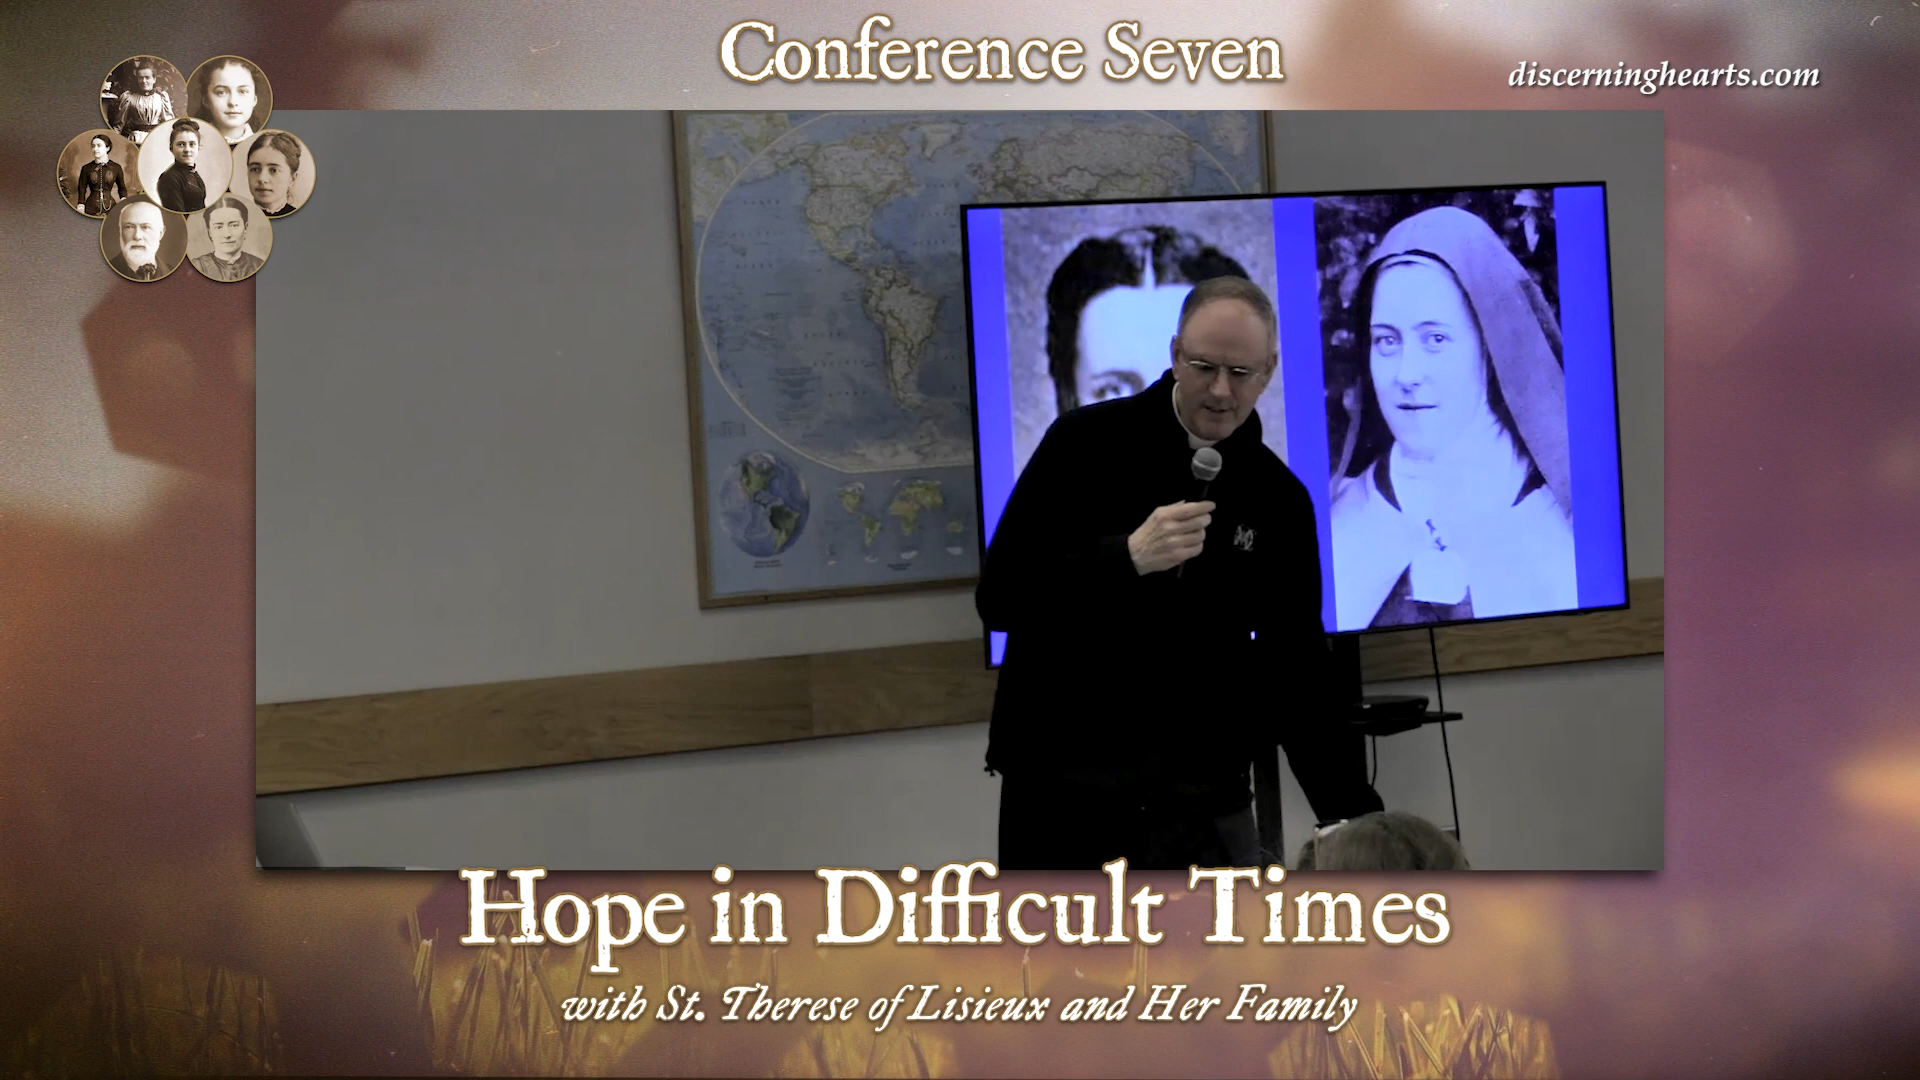 Conference Seven
discerninghearts.com
Hope in Difficult Times
with St. Therese of Lisieux and Her Family